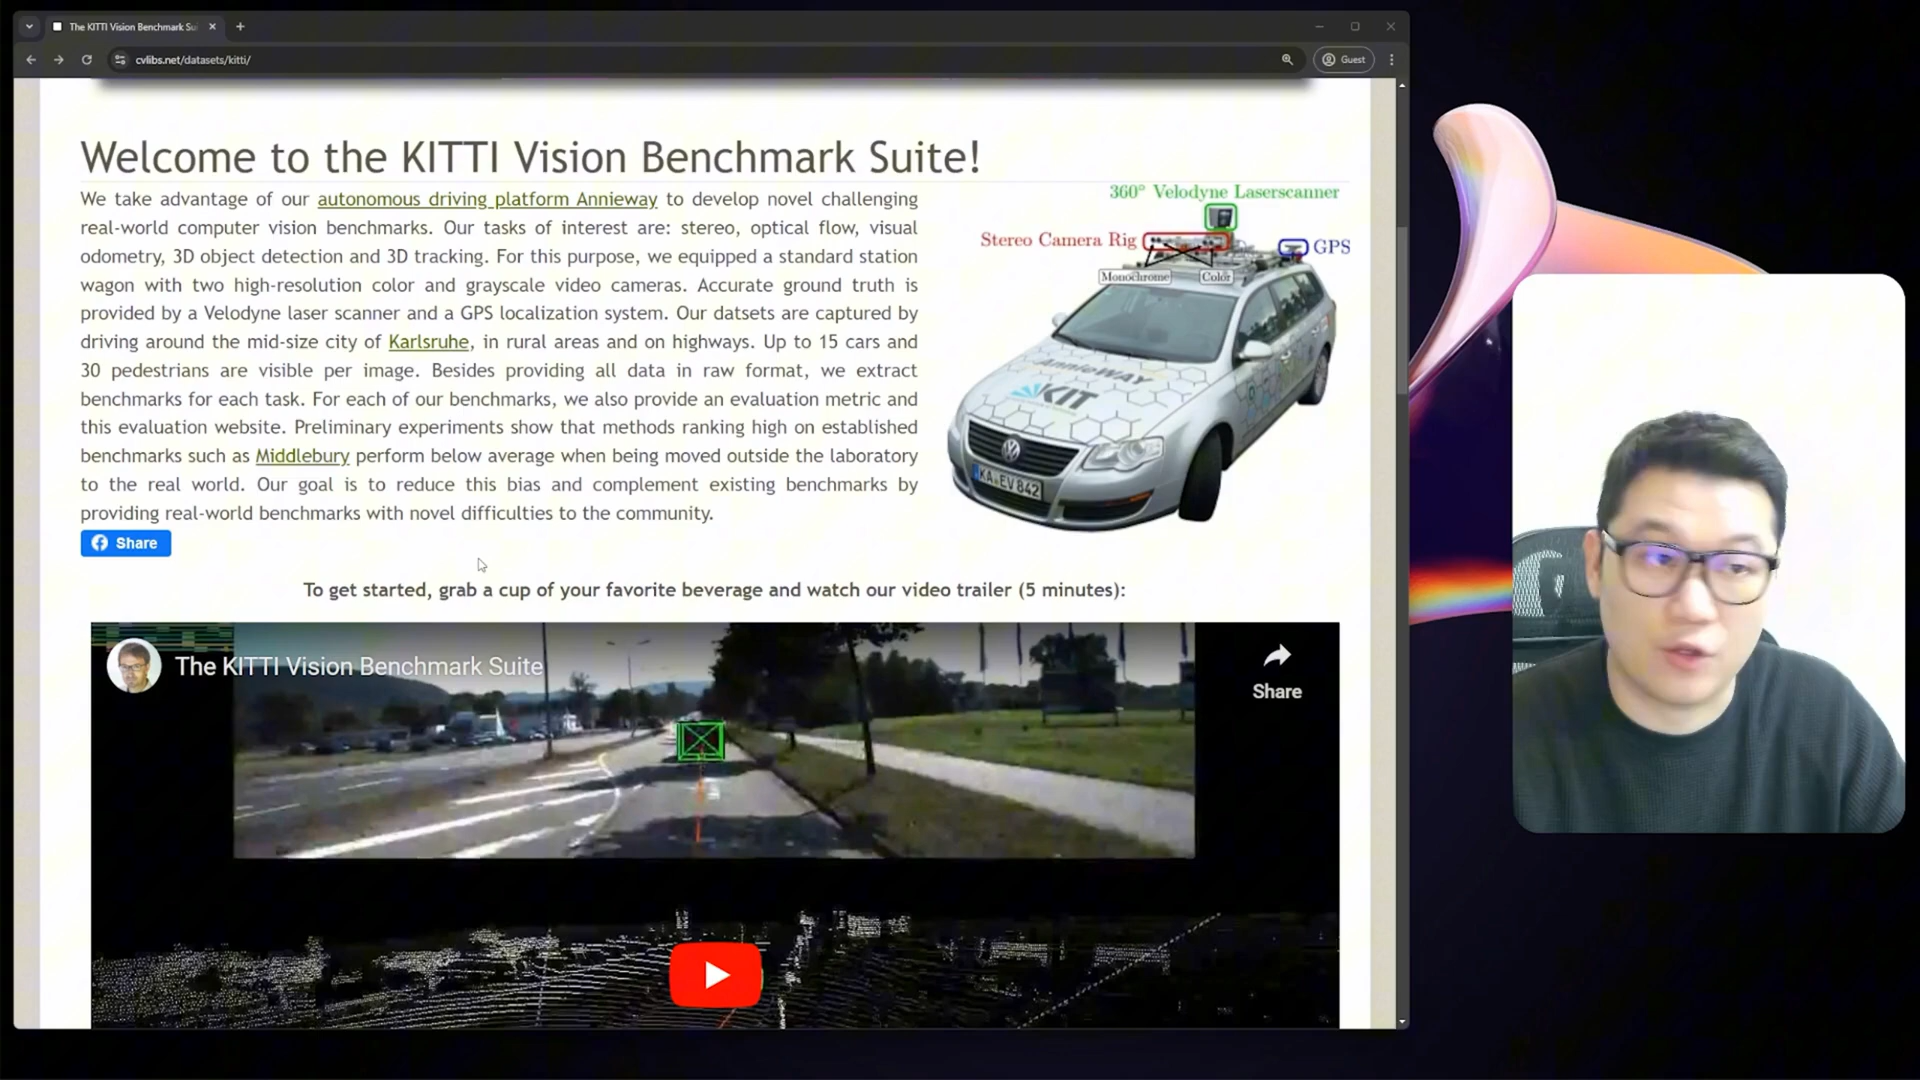 The KITTI Vision Benchmark Sui
cvlibs.net/datasets/kitti/
Guest
Welcome to the KITTI Vision Benchmark Suite!
We take advantage of our autonomous driving platform Annieway to develop novel challenging
real-world computer vision benchmarks. Our tasks of interest are: stereo, optical flow, visual
odometry, 3D object detection and 3D tracking. For this purpose, we equipped a standard station
wagon with two high-resolution color and grayscale video cameras. Accurate ground truth is
provided by a Velodyne laser scanner and a GPS localization system. Our datsets are captured by
driving around the mid-size city of Karlsruhe, in rural areas and on highways. Up to 15 cars and
30 pedestrians are visible per image. Besides providing all data in raw format, we extract
benchmarks for each task. For each of our benchmarks, we also provide an evaluation metric and
this evaluation website. Preliminary experiments show that methods ranking high on established
benchmarks such as Middlebury perform below average when being moved outside the laboratory
to the real world. Our goal is to reduce this bias and complement existing benchmarks by
providing real-world benchmarks with novel difficulties to the community.
360° Velodyne Laserscanner
Stereo Camera Rig
GPS
Monochrome
Color
AnnieWAY
KIT
KA EV 842
Share
To get started, grab a cup of your favorite beverage and watch our video trailer (5 minutes):
The KITTI Vision Benchmark Suite
Share